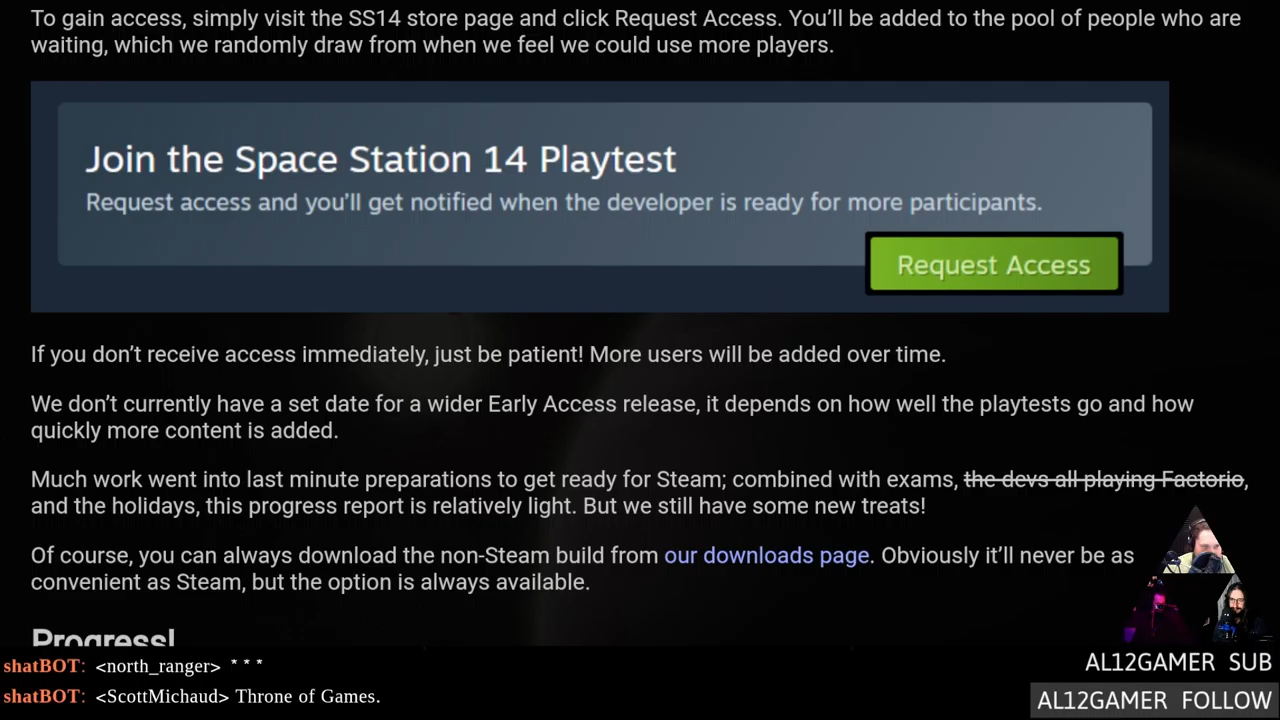 To gain access, simply visit the SS14 store page and click Request Access. You’ll be added to the pool of people who are
waiting, which we randomly draw from when we feel we could use more players.
Join the Space Station 14 Playtest
Request access and you’ll get notified when the developer is ready for more participants.
Request Access
If you don’t receive access immediately, just be patient! More users will be added over time.
We don’t currently have a set date for a wider Early Access release, it depends on how well the playtests go and how
quickly more content is added.
Much work went into last minute preparations to get ready for Steam; combined with exams, the devs all playing Factorio,
and the holidays, this progress report is relatively light. But we still have some new treats!
Of course, you can always download the non-Steam build from our downloads page. Obviously it’ll never be as
convenient as Steam, but the option is always available.
Progress!
shatBOT: <north_ranger> ***
shatBOT: <ScottMichaud> Throne of Games.
AL12GAMER SUB
AL12GAMER FOLLOW